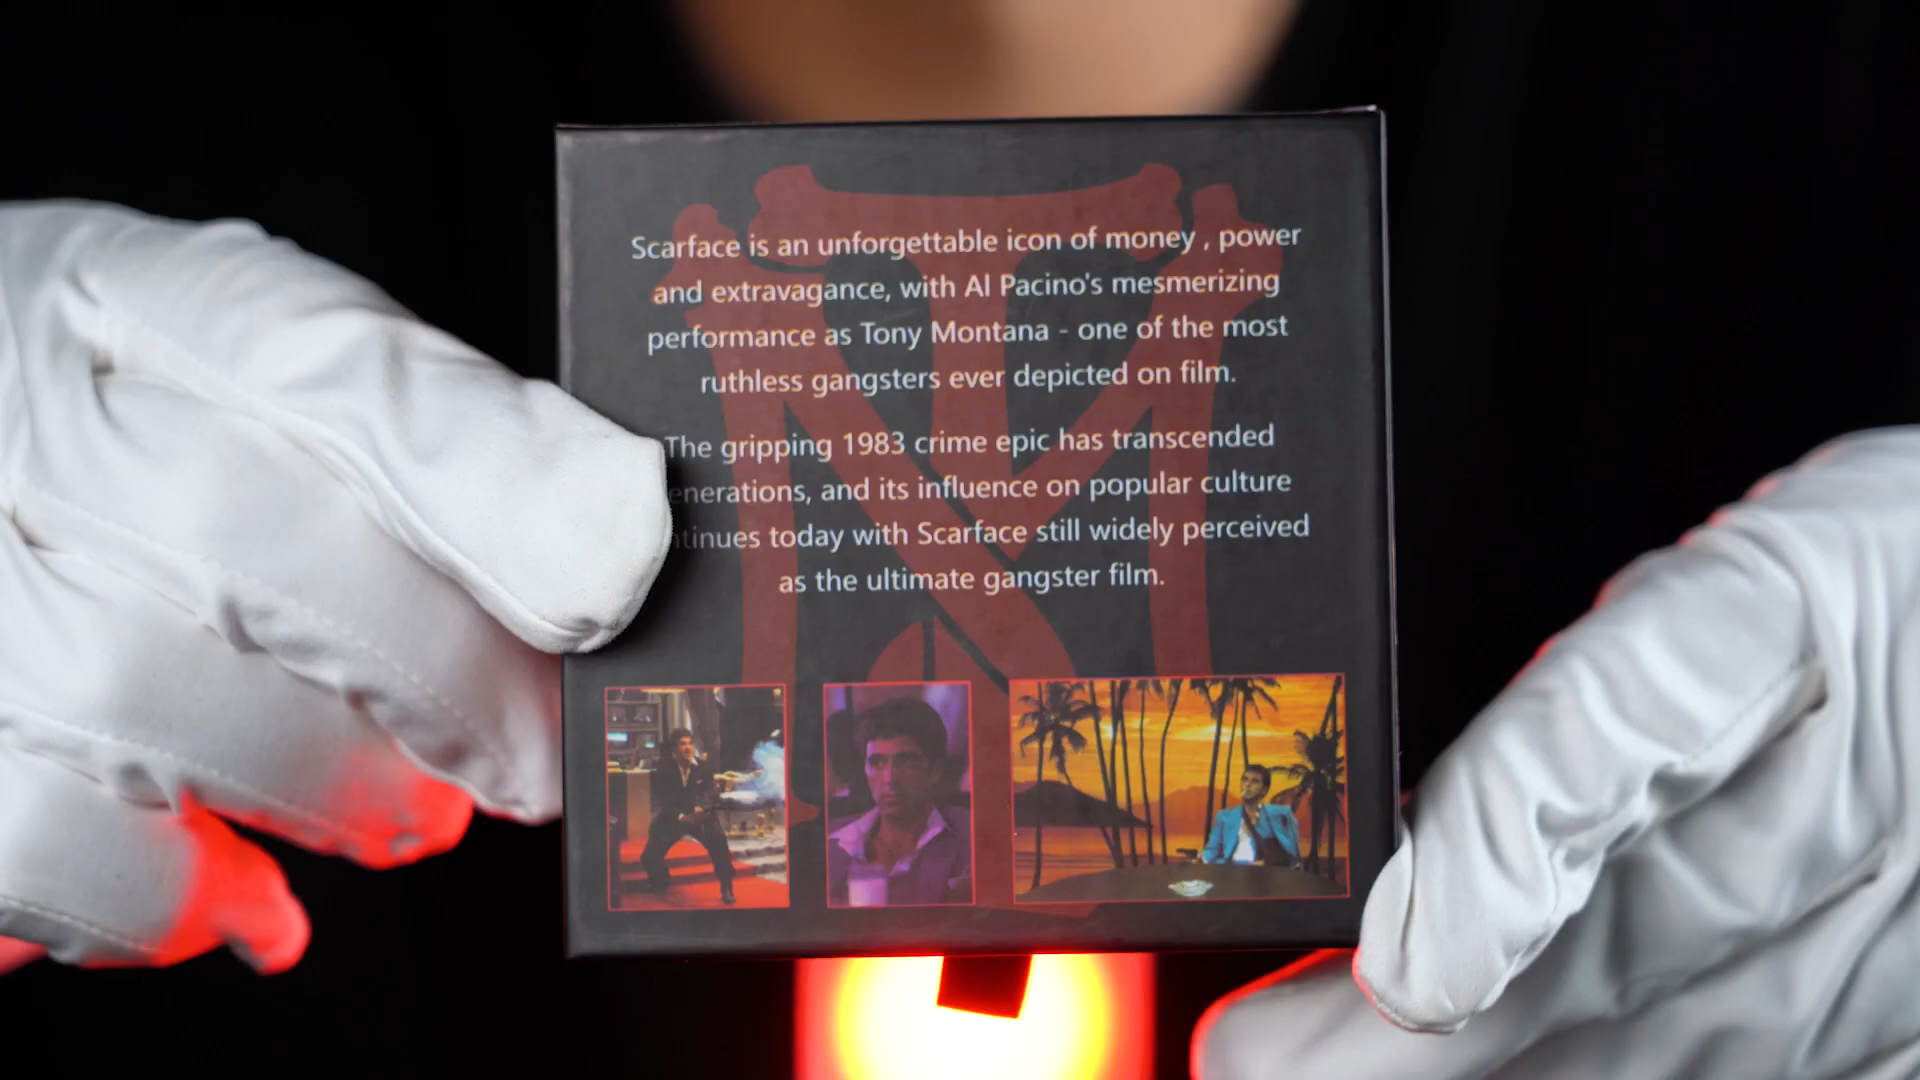 Scarface is an unforgettable icon of money , power
and extravagance, with Al Pacino's mesmerizing
performance as Tony Montana - one of the most
ruthless gangsters ever depicted on film.
The gripping 1983 crime epic has transcended
enerations, and its influence on popular culture
ntinues today with Scarface still widely perceived
as the ultimate gangster film.